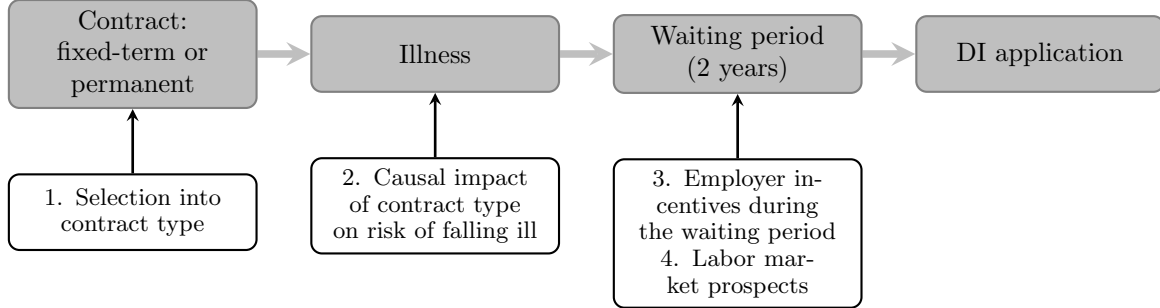 Contract:
fixed-term or
permanent
Illness
Waiting period
(2 years)
DI application
1. Selection into
contract type
2. Causal impact
of contract type
on risk of falling ill
3. Employer in-
centives during
the waiting period
4. Labor mar-
ket prospects